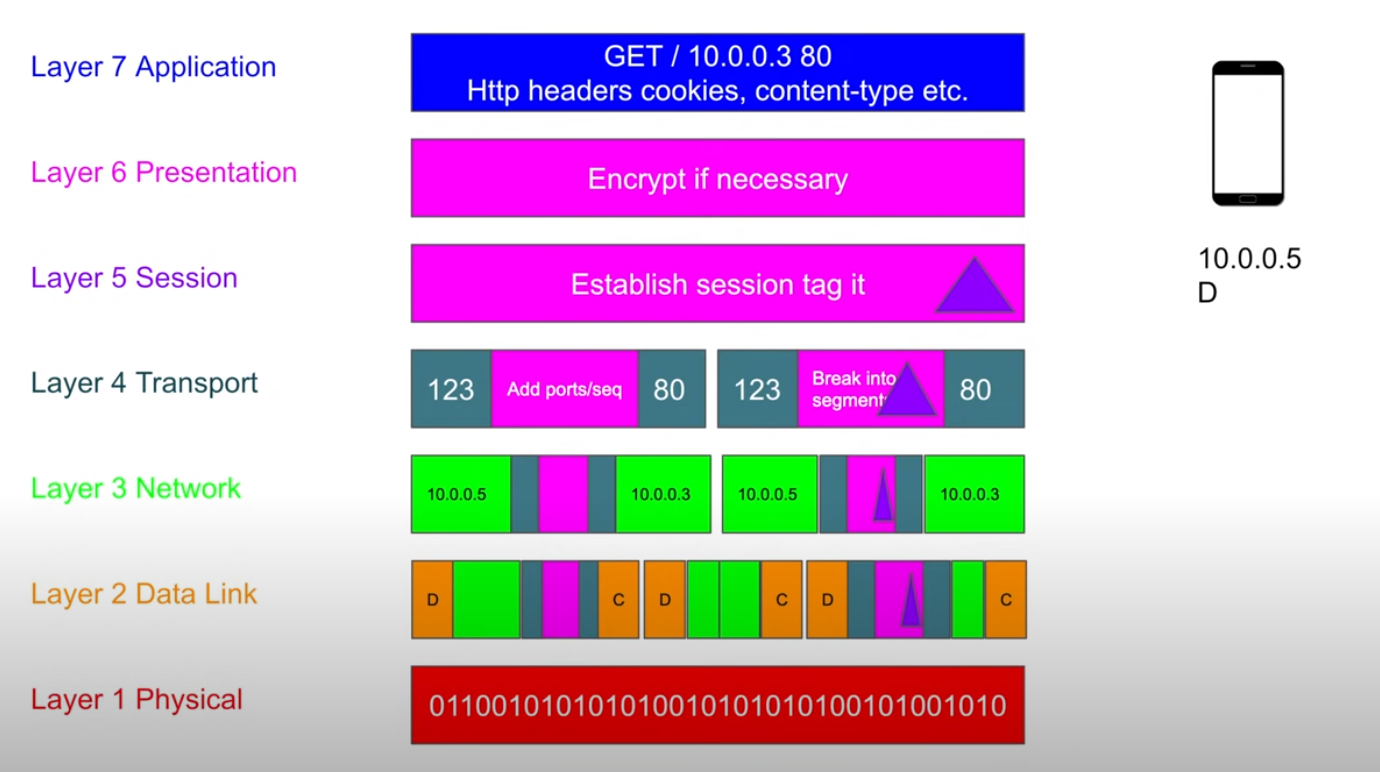 Layer 7 Application
GET / 10.0.0.3 80
Http headers cookies, content-type etc.
Layer 6 Presentation
Encrypt if necessary
Layer 5 Session
Establish session tag it
10.0.0.5
D
Layer 4 Transport
123 Add ports/seq 80 123 Break into 80
segment
Layer 3 Network
10.0.0.5 10.0.0.3 10.0.0.5 10.0.0.3
Layer 2 Data Link
D C D C D C
Layer 1 Physical
0110010101010100101010101001010010​10